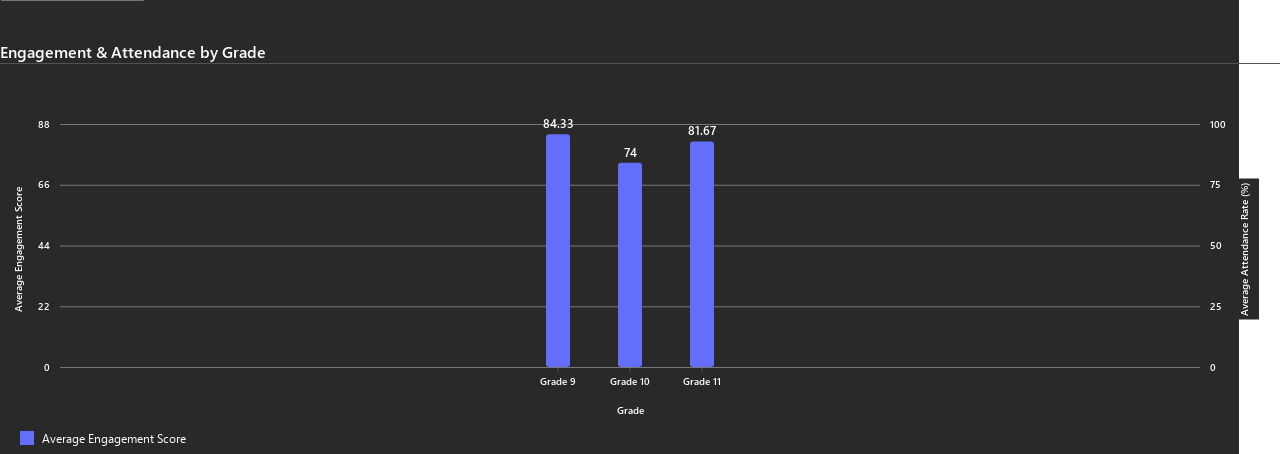 Engagement & Attendance by Grade
88
66
44
22
0
Average Engagement Score
84.33
74
81.67
100
75
50
25
0
Average Attendance Rate (%)
Grade 9
Grade 10
Grade 11
Grade
Average Engagement Score